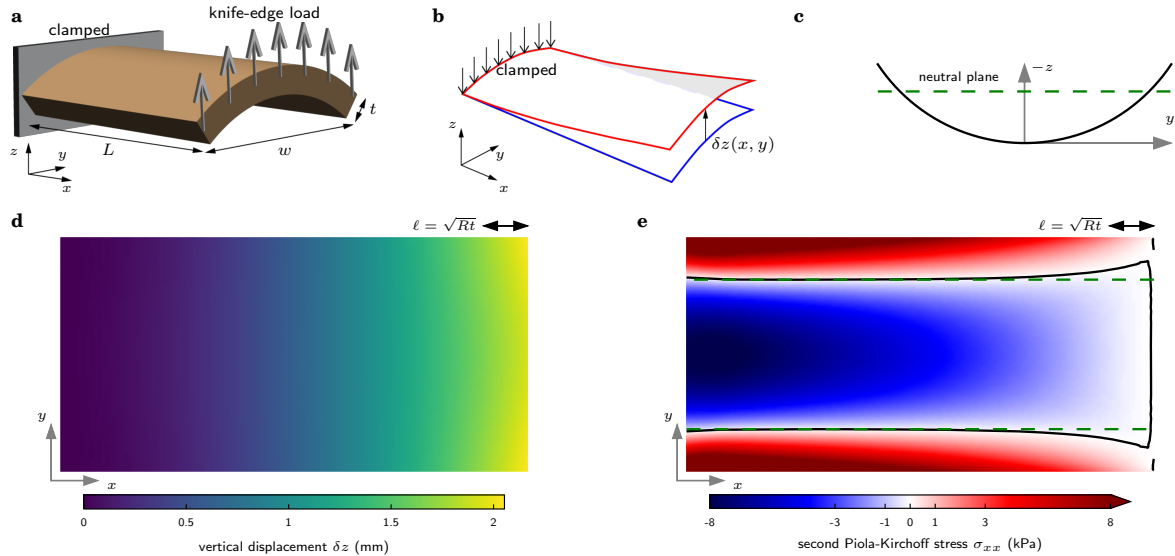 a
knife-edge load
clamped
L
w
t
z
y
x
b
clamped
δz(x, y)
z
y
x
c
−z
neutral plane
y
d
ℓ = √Rt
y
x
0
0.5
1
1.5
2
vertical displacement δz (mm)
e
ℓ = √Rt
y
x
-8
-3
-1
0
1
3
8
second Piola-Kirchoff stress σxx (kPa)